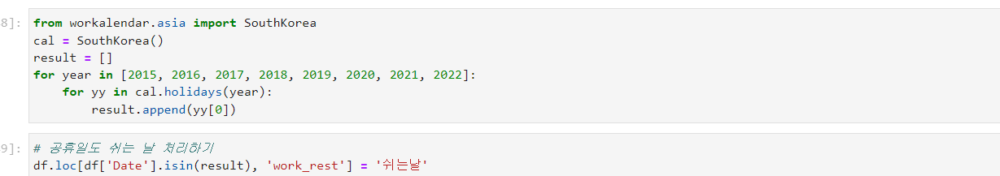 8]:
from workalendar.asia import SouthKorea
cal = SouthKorea()
result = []
for year in [2015, 2016, 2017, 2018, 2019, 2020, 2021, 2022]:
    for yy in cal.holidays(year):
        result.append(yy[0])
9]:
# 공휴일도 쉬는 날 처리하기
df.loc[df['Date'].isin(result), 'work_rest'] = '쉬는날'